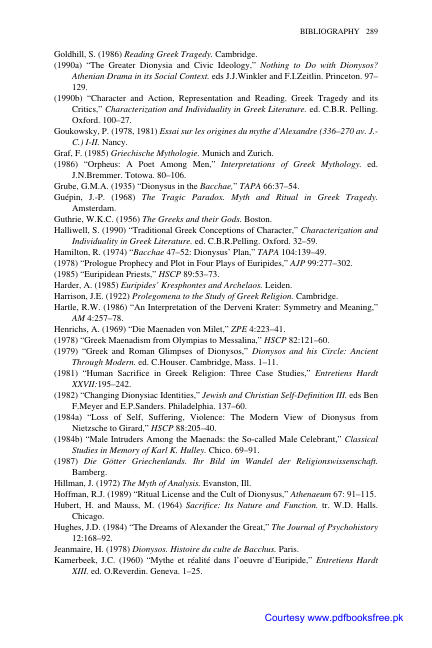 BIBLIOGRAPHY 289
Goldhill, S. (1986) Reading Greek Tragedy. Cambridge.
(1990a) “The Greater Dionysia and Civic Ideology,” Nothing to Do with Dionysos?
Athenian Drama in its Social Context. eds J.J.Winkler and F.I.Zeitlin. Princeton. 97–
129.
(1990b) “Character and Action, Representation and Reading. Greek Tragedy and its
Critics,” Characterization and Individuality in Greek Literature. ed. C.B.R. Pelling.
Oxford. 100–27.
Goukowsky, P. (1978, 1981) Essai sur les origines du mythe d'Alexandre (336–270 av. J.-
C.) I-II. Nancy.
Graf, F. (1985) Griechische Mythologie. Munich and Zurich.
(1986) “Orpheus: A Poet Among Men,” Interpretations of Greek Mythology. ed.
J.N.Bremmer. Totowa. 80–106.
Grube, G.M.A. (1935) “Dionysus in the Bacchae,” TAPA 66:37–54.
Guépin, J.-P. (1968) The Tragic Paradox. Myth and Ritual in Greek Tragedy.
Amsterdam.
Guthrie, W.K.C. (1956) The Greeks and their Gods. Boston.
Halliwell, S. (1990) “Traditional Greek Conceptions of Character,” Characterization and
Individuality in Greek Literature. ed. C.B.R.Pelling. Oxford. 32–59.
Hamilton, R. (1974) “Bacchae 47–52: Dionysus' Plan,” TAPA 104:139–49.
(1978) “Prologue Prophecy and Plot in Four Plays of Euripides,” AJP 99:277–302.
(1985) “Euripidean Priests,” HSCP 89:53–73.
Harder, A. (1985) Euripides' Kresphontes and Archelaos. Leiden.
Harrison, J.E. (1922) Prolegomena to the Study of Greek Religion. Cambridge.
Hartle, R.W. (1986) “An Interpretation of the Derveni Krater: Symmetry and Meaning,”
AM 4:257–78.
Henrichs, A. (1969) “Die Maenaden von Milet,” ZPE 4:223–41.
(1978) “Greek Maenadism from Olympias to Messalina,” HSCP 82:121–60.
(1979) “Greek and Roman Glimpses of Dionysos,” Dionysos and his Circle: Ancient
Through Modern. ed. C.Houser. Cambridge, Mass. 1–11.
(1981) “Human Sacrifice in Greek Religion: Three Case Studies,” Entretiens Hardt
XXVII:195–242.
(1982) “Changing Dionysiac Identities,” Jewish and Christian Self-Definition III. eds Ben
F.Meyer and E.P.Sanders. Philadelphia. 137–60.
(1984a) “Loss of Self, Suffering, Violence: The Modern View of Dionysus from
Nietzsche to Girard,” HSCP 88:205–40.
(1984b) “Male Intruders Among the Maenads: the So-called Male Celebrant,” Classical
Studies in Memory of Karl K. Hulley. Chico. 69–91.
(1987) Die Götter Griechenlands. Ihr Bild im Wandel der Religionswissenschaft.
Bamberg.
Hillman, J. (1972) The Myth of Analysis. Evanston, Ill.
Hoffman, R.J. (1989) “Ritual License and the Cult of Dionysus,” Athenaeum 67: 91–115.
Hubert, H. and Mauss, M. (1964) Sacrifice: Its Nature and Function. tr. W.D. Halls.
Chicago.
Hughes, J.D. (1984) “The Dreams of Alexander the Great,” The Journal of Psychohistory
12:168–92.
Jeanmaire, H. (1978) Dionysos. Histoire du culte de Bacchus. Paris.
Kamerbeek, J.C. (1960) “Mythe et réalité dans l'oeuvre d'Euripide,” Entretiens Hardt
XIII. ed. O.Reverdin. Geneva. 1–25.
Courtesy www.pdfbooksfree.pk